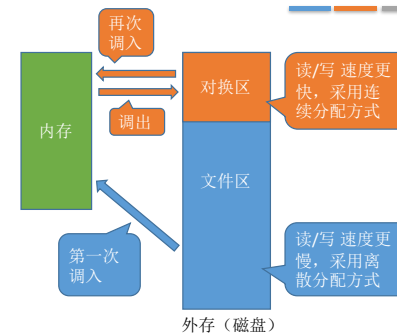 再次
调入
调出
内存
对换区
读/写 速度更
快，采用连
续分配方式
文件区
第一次
调入
读/写 速度更
慢，采用离
散分配方式
外存（磁盘）